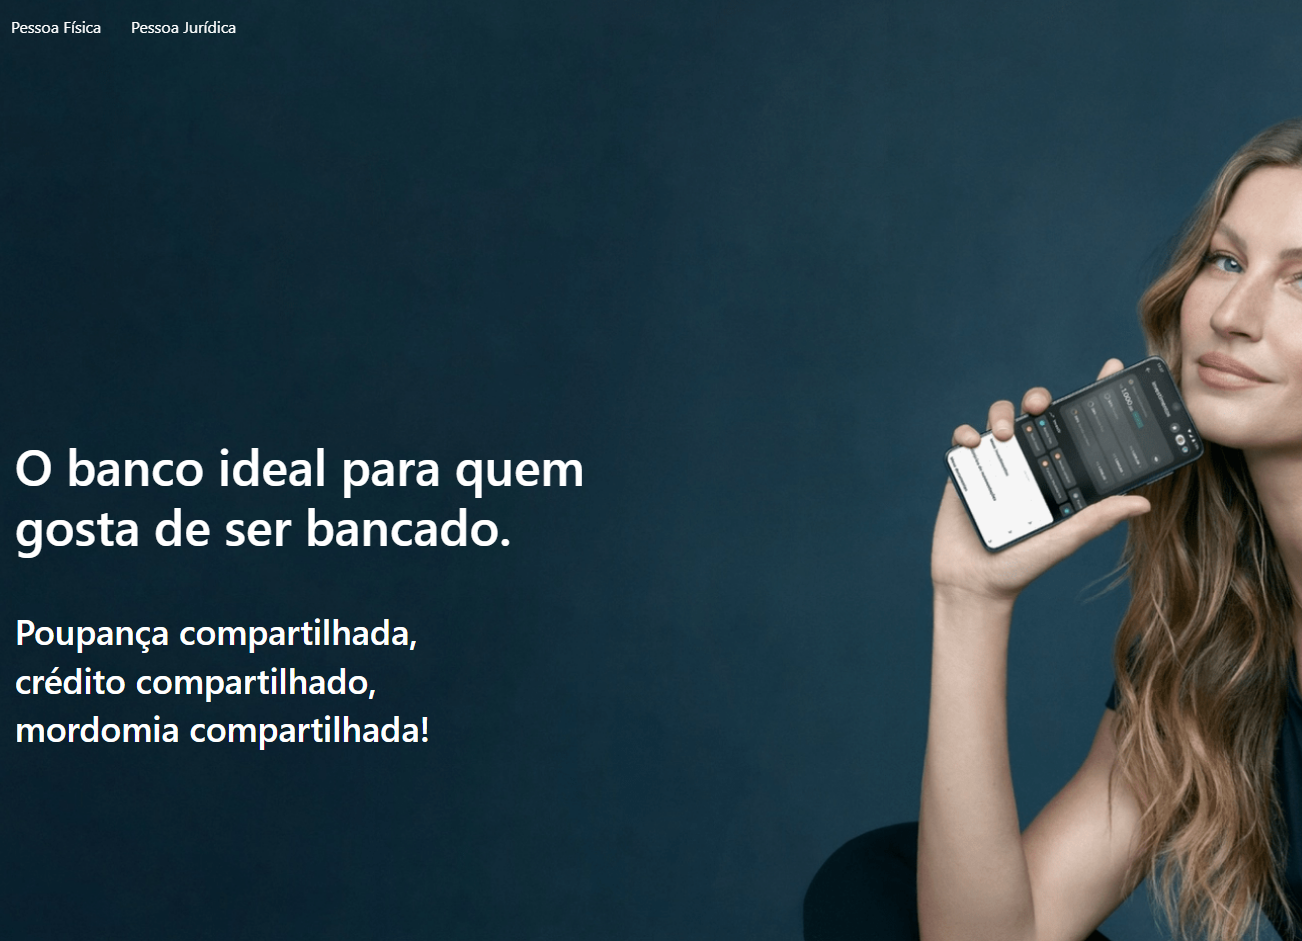 Pessoa Física Pessoa Jurídica
O banco ideal para quem
gosta de ser bancado.
Poupança compartilhada,
crédito compartilhado,
mordomia compartilhada!